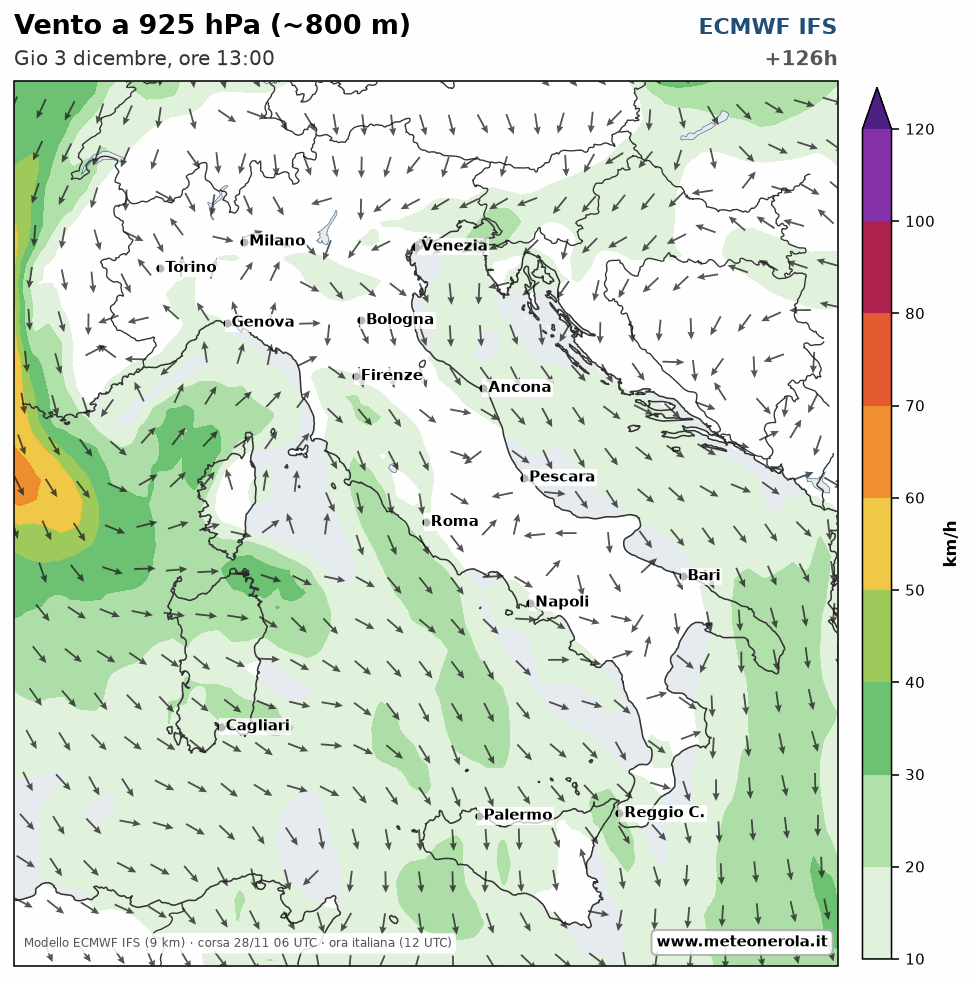 Vento a 925 hPa (~800 m)
ECMWF IFS
Gio 3 dicembre, ore 13:00
+126h
Milano
Venezia
Torino
Genova
Bologna
Firenze
Ancona
Pescara
Roma
Bari
Napoli
Cagliari
Palermo
Reggio C.
120
100
80
70
60
50
40
30
20
10
km/h
Modello ECMWF IFS (9 km) · corsa 28/11 06 UTC · ora italiana (12 UTC)
www.meteonerola.it